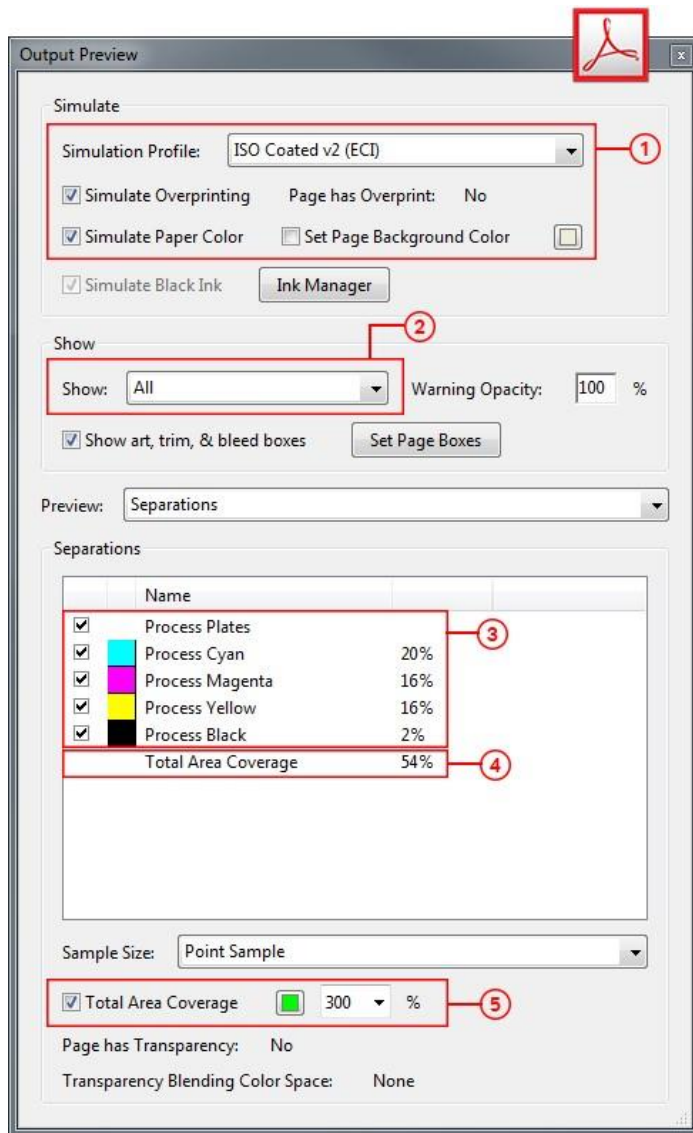 Output Preview
x
Simulate
Simulation Profile: ISO Coated v2 (ECI)
1
Simulate Overprinting Page has Overprint: No
Simulate Paper Color Set Page Background Color
Simulate Black Ink Ink Manager
2
Show
Show: All Warning Opacity: 100 %
Show art, trim, & bleed boxes Set Page Boxes
Preview: Separations
Separations
Name
Process Plates
3
Process Cyan 20%
Process Magenta 16%
Process Yellow 16%
Process Black 2%
Total Area Coverage 54%
4
Sample Size: Point Sample
Total Area Coverage 300 %
5
Page has Transparency: No
Transparency Blending Color Space: None